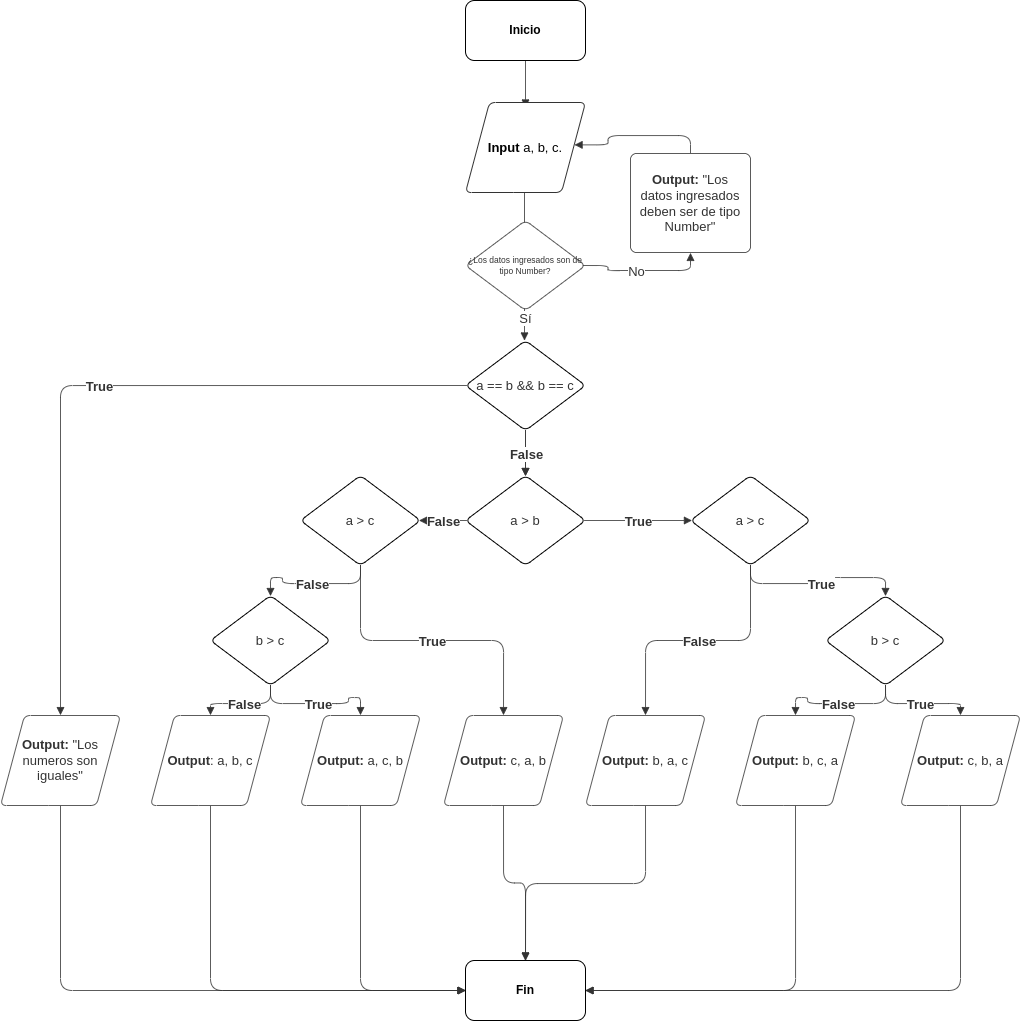 Inicio
Input a, b, c.
Output: "Los
datos ingresados
deben ser de tipo
Number"
¿Los datos ingresados son de
tipo Number?
No
Sí
a == b && b == c
True
False
a > c
False
a > b
True
a > c
False
True
b > c
True
False
b > c
False
True
False
True
Output: "Los
numeros son
iguales"
Output: a, b, c
Output: a, c, b
Output: c, a, b
Output: b, a, c
Output: b, c, a
Output: c, b, a
Fin